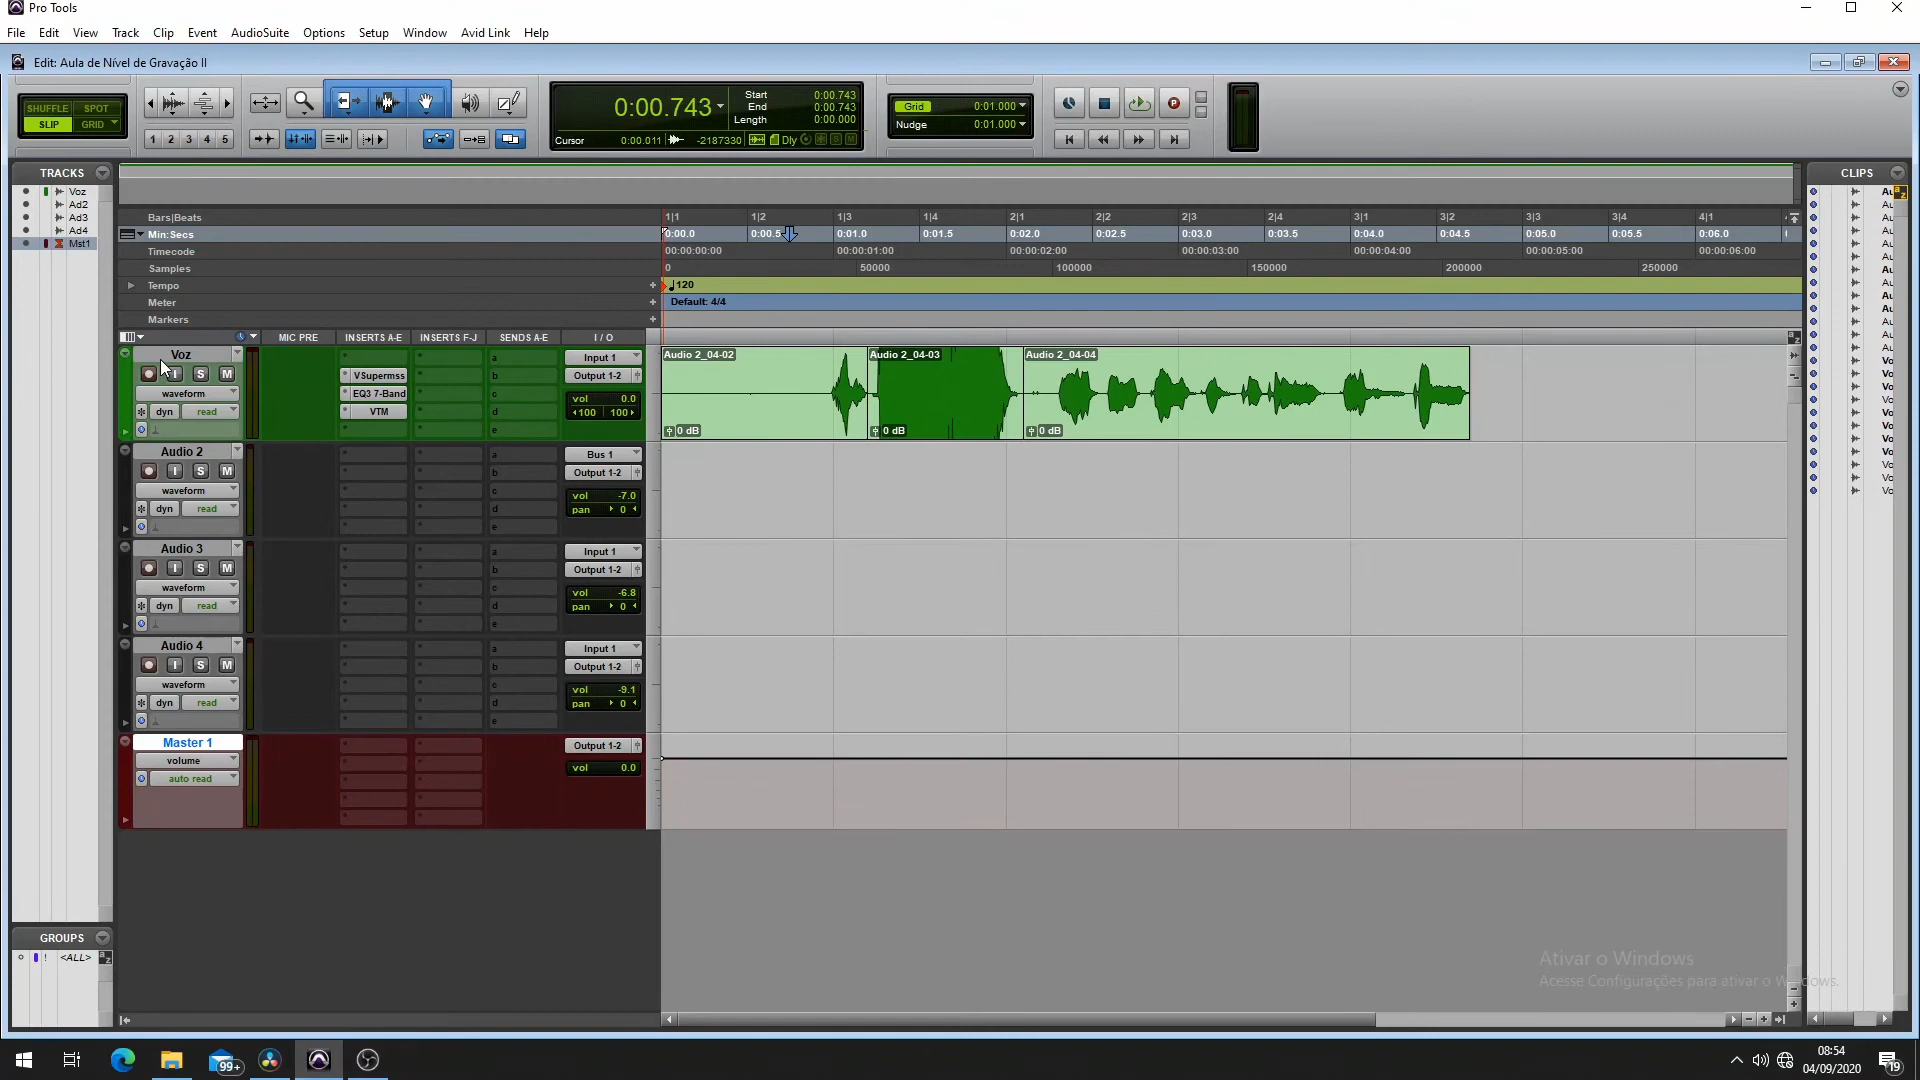 Pro Tools
File Edit View Track Clip Event AudioSuite Options Setup Window Avid Link Help
Edit: Aula de Nível de Gravação II
SHUFFLE SPOT
SLIP GRID
1 2 3 4 5
0:00.743
Start 0:00.743
End 0:00.743
Length 0:00.000
Cursor 0:00.011 -2187330 Dly S M
Grid 0:01.000
Nudge 0:01.000
TRACKS
Voz
Ad2
Ad3
Ad4
Mst1
CLIPS
Bars|Beats 1|1 1|2 1|3 1|4 2|1 2|2 2|3 2|4 3|1 3|2 3|3 3|4 4|1
Min:Secs 0:00.0 0:00.5 0:01.0 0:01.5 0:02.0 0:02.5 0:03.0 0:03.5 0:04.0 0:04.5 0:05.0 0:05.5 0:06.0
Timecode 00:00:00:00 00:00:01:00 00:00:02:00 00:00:03:00 00:00:04:00 00:00:05:00 00:00:06:00
Samples 0 50000 100000 150000 200000 250000
Tempo 120
Meter Default: 4/4
Markers
MIC PRE INSERTS A-E INSERTS F-J SENDS A-E I / O
Voz
I S M
waveform
dyn read
VSupermss
EQ3 7-Band
VTM
a
b
c
d
e
Input 1
Output 1-2
vol 0.0
100 100
Audio 2_04-02 Audio 2_04-03 Audio 2_04-04
0 dB 0 dB 0 dB
Audio 2
I S M
waveform
dyn read
a
b
c
d
e
Bus 1
Output 1-2
vol -7.0
pan 0
Audio 3
I S M
waveform
dyn read
a
b
c
d
e
Input 1
Output 1-2
vol -6.8
pan 0
Audio 4
I S M
waveform
dyn read
a
b
c
d
e
Input 1
Output 1-2
vol -9.1
pan 0
Master 1
volume
auto read
Output 1-2
vol 0.0
GROUPS
! <ALL>
Ativar o Windows
Acesse Configurações para ativar o Windows.
99+
08:54
04/09/2020
19